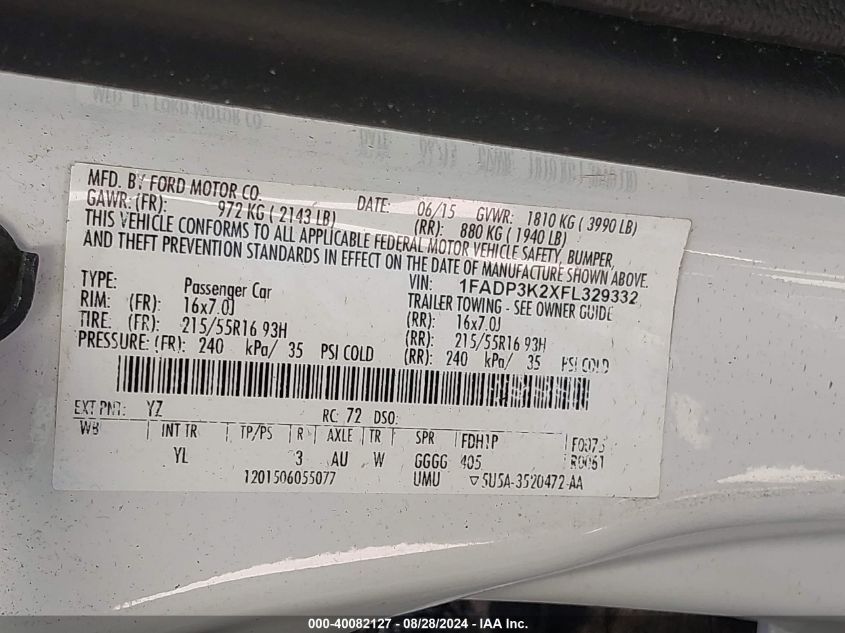 MFD. BY FORD MOTOR CO. DATE: 06/15 GVWR: 1810 KG ( 3990 LB)
GAWR: (FR): 972 KG ( 2143 LB) (RR): 880 KG ( 1940 LB)
THIS VEHICLE CONFORMS TO ALL APPLICABLE FEDERAL MOTOR VEHICLE SAFETY, BUMPER,
AND THEFT PREVENTION STANDARDS IN EFFECT ON THE DATE OF MANUFACTURE SHOWN ABOVE.
VIN: 1FADP3K2XFL329332
TYPE: Passenger Car TRAILER TOWING - SEE OWNER GUIDE
RIM: (FR): 16x7.0J (RR): 16x7.0J
TIRE: (FR): 215/55R16 93H (RR): 215/55R16 93H
PRESSURE: (FR): 240 kPa/ 35 PSI COLD (RR): 240 kPa/ 35 PSI COLD
EXT PNT: YZ RC: 72 DSO:
WB INT TR TP/PS R AXLE TR SPR FDH1P
YL 3 AU W GGGG 405
1201506055077 UMU ▽5U5A-3520472-AA
000-40082127 - 08/28/2024 - IAA Inc.